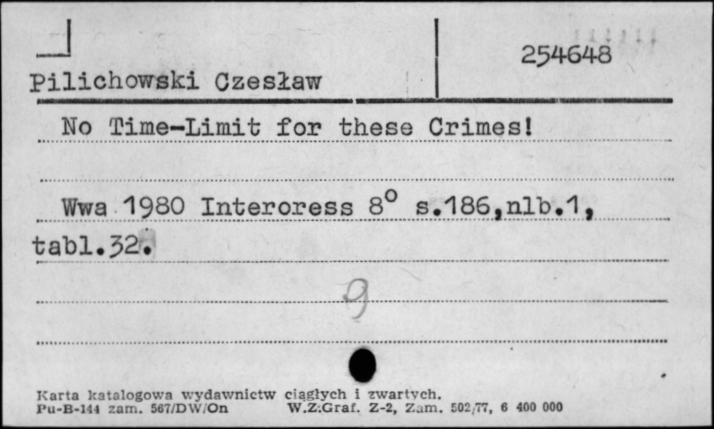 254648
Pilichowski Czesław
No Time-Limit for these Crimes!
Wwa 1980 Interoress 8° s.186,nlb.1,
tabl.32.
9
Karta katalogowa wydawnictw ciągłych i zwartych.
Pu-B-144 zam. 567/DW/On W.Z.Graf. Z-2, Zam. 502/77, 6 400 000